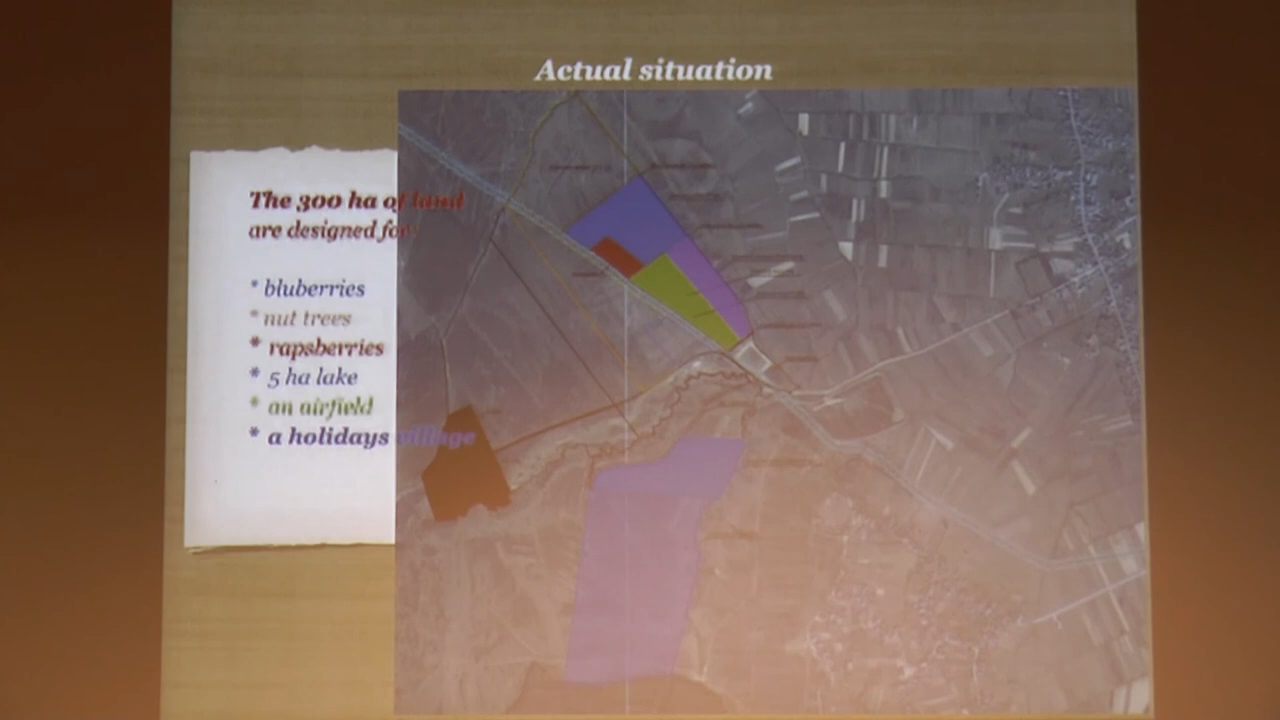 Actual situation
The 300 ha of land
are designed for
* bluberries
* nut trees
* rapsberries
* 5 ha lake
* an airfield
* a holidays village